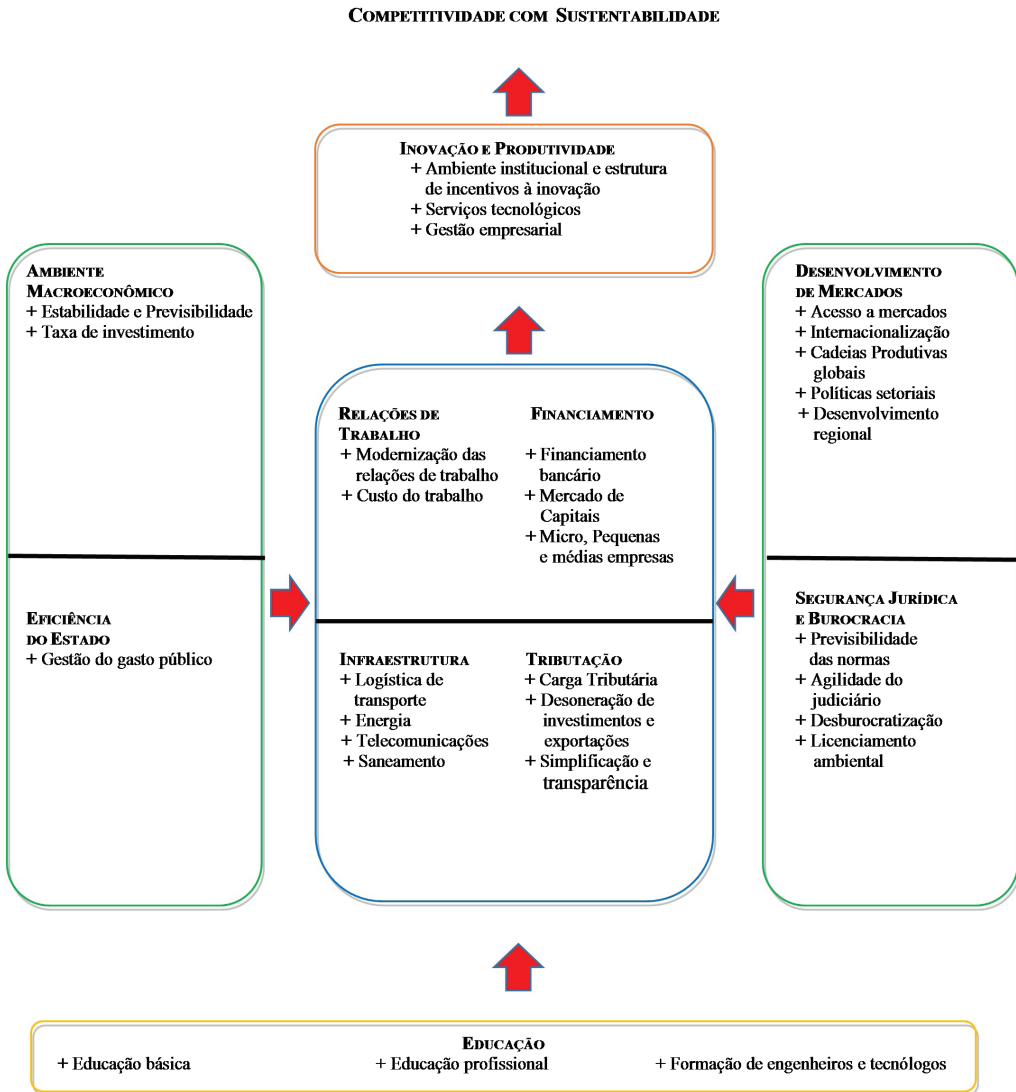 COMPETITIVIDADE COM SUSTENTABILIDADE
INOVAÇÃO E PRODUTIVIDADE
+ Ambiente institucional e estrutura
de incentivos à inovação
+ Serviços tecnológicos
+ Gestão empresarial
AMBIENTE
MACROECONÔMICO
+ Estabilidade e Previsibilidade
+ Taxa de investimento
EFICIÊNCIA
DO ESTADO
+ Gestão do gasto público
RELAÇÕES DE
TRABALHO
+ Modernização das
relações de trabalho
+ Custo do trabalho
FINANCIAMENTO
+ Financiamento
bancário
+ Mercado de
Capitais
+ Micro, Pequenas
e médias empresas
INFRAESTRUTURA
+ Logística de
transporte
+ Energia
+ Telecomunicações
+ Saneamento
TRIBUTAÇÃO
+ Carga Tributária
+ Desoneração de
investimentos e
exportações
+ Simplificação e
transparência
DESENVOLVIMENTO
DE MERCADOS
+ Acesso a mercados
+ Internacionalização
+ Cadeias Produtivas
globais
+ Políticas setoriais
+ Desenvolvimento
regional
SEGURANÇA JURÍDICA
E BUROCRACIA
+ Previsibilidade
das normas
+ Agilidade do
judiciário
+ Desburocratização
+ Licenciamento
ambiental
EDUCAÇÃO
+ Educação básica
+ Educação profissional
+ Formação de engenheiros e tecnólogos